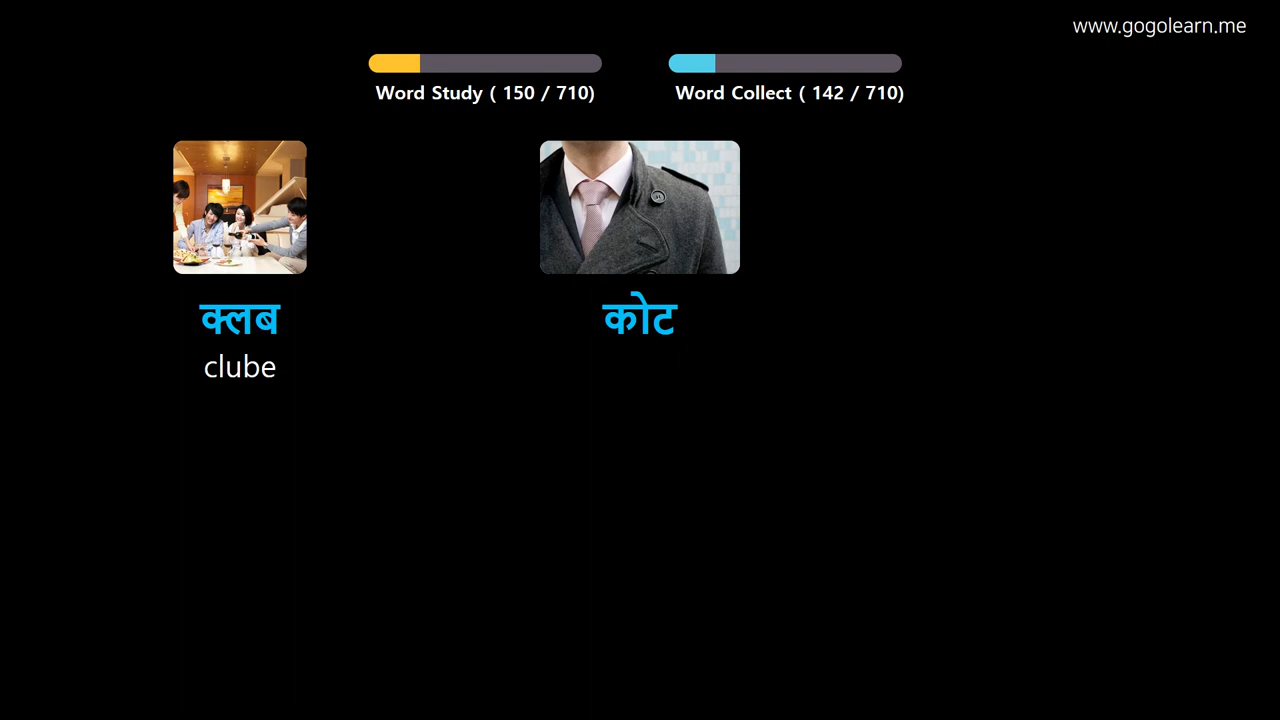 www.gogolearn.me
Word Study ( 150 / 710)
Word Collect ( 142 / 710)
क्लब
clube
कोट